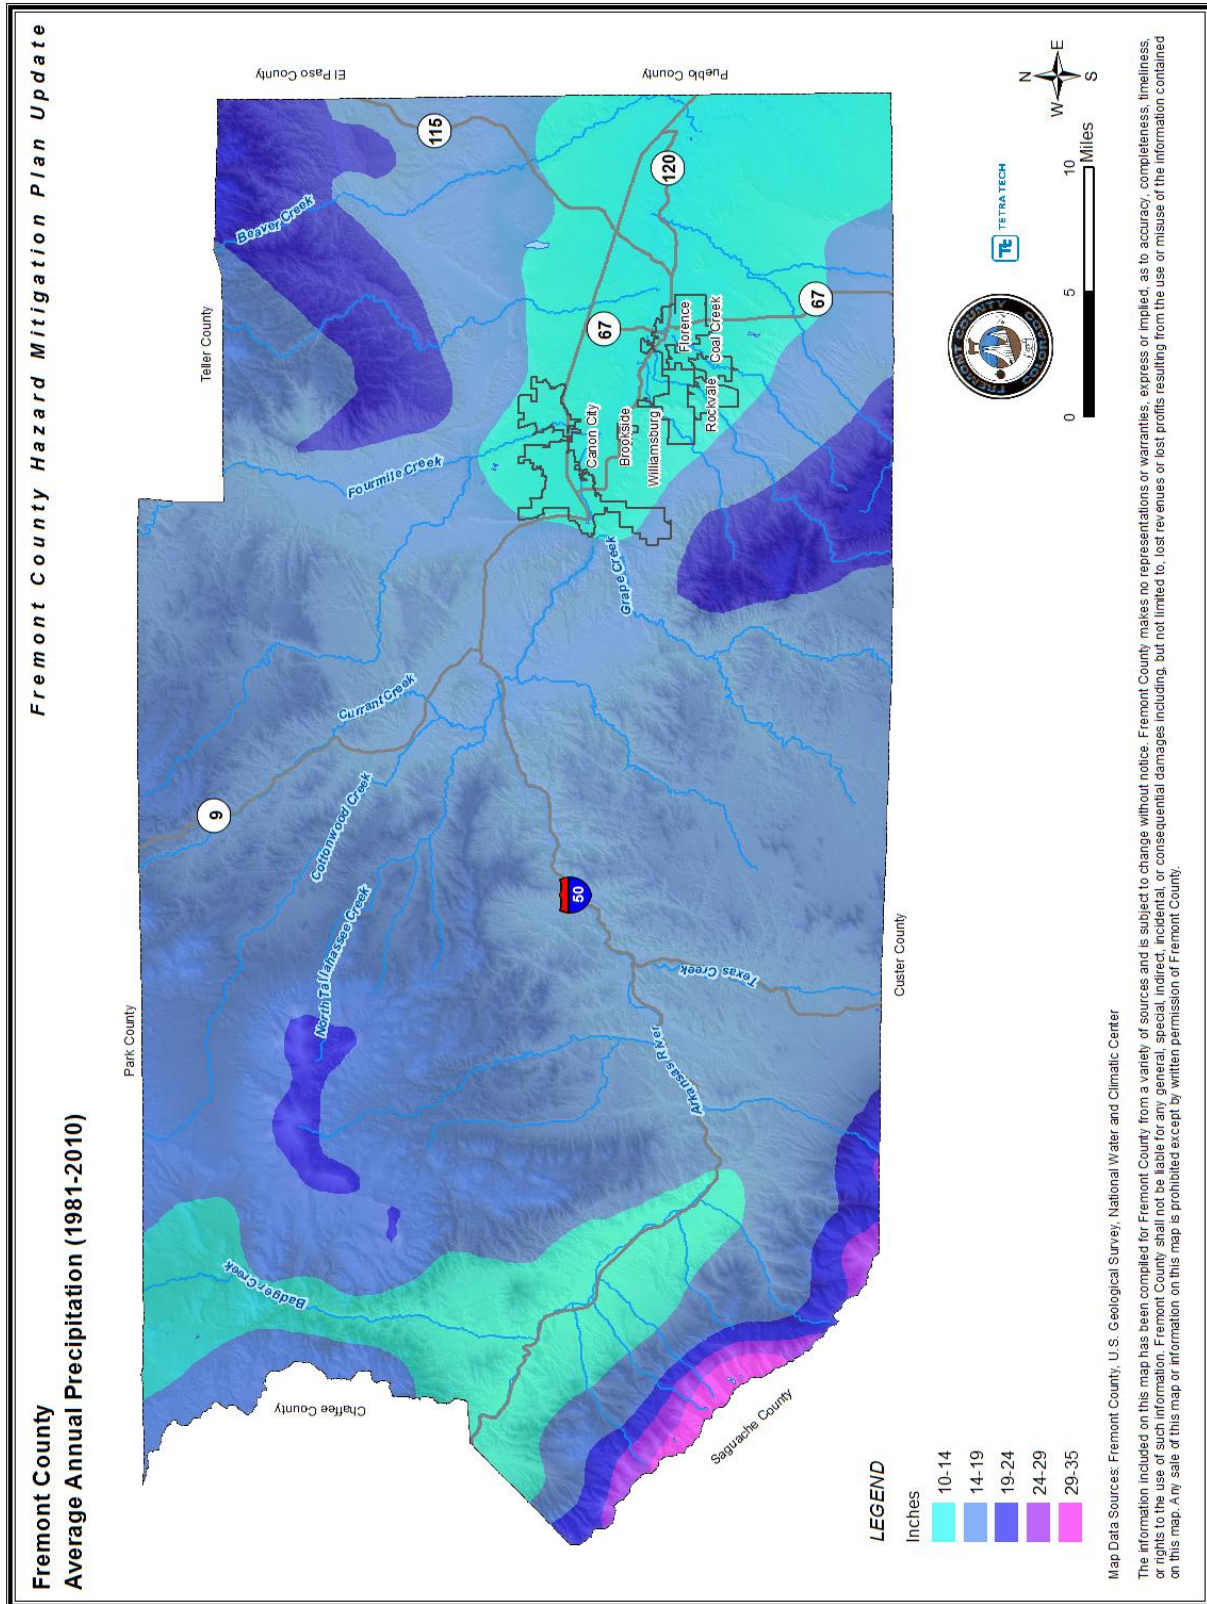 Fremont County
Average Annual Precipitation (1981-2010)
Fremont County Hazard Mitigation Plan Update
Park County
Teller County
El Paso County
Pueblo County
Chaffee County
Saguache County
Custer County
Badger Creek
North Tallahassee Creek
Cottonwood Creek
Currant Creek
Fourmile Creek
Beaver Creek
Grape Creek
Texas Creek
Arkansas River
9
50
115
120
67
67
Canon City
Brookside
Williamsburg
Florence
Coal Creek
Rockvale
LEGEND
Inches
10-14
14-19
19-24
24-29
29-35
FREMONT COUNTY
COLORADO
Tt TETRA TECH
0 5 10
Miles
N
W E
S
Map Data Sources: Fremont County, U.S. Geological Survey, National Water and Climatic Center
The information included on this map has been compiled for Fremont County from a variety of sources and is subject to change without notice. Fremont County makes no representations or warranties, express or implied, as to accuracy, completeness, timeliness,
or rights to the use of such information. Fremont County shall not be liable for any general, special, indirect, incidental, or consequential damages including, but not limited to, lost revenues or lost profits resulting from the use or misuse of the information contained
on this map. Any sale of this map or information on this map is prohibited except by written permission of Fremont County.